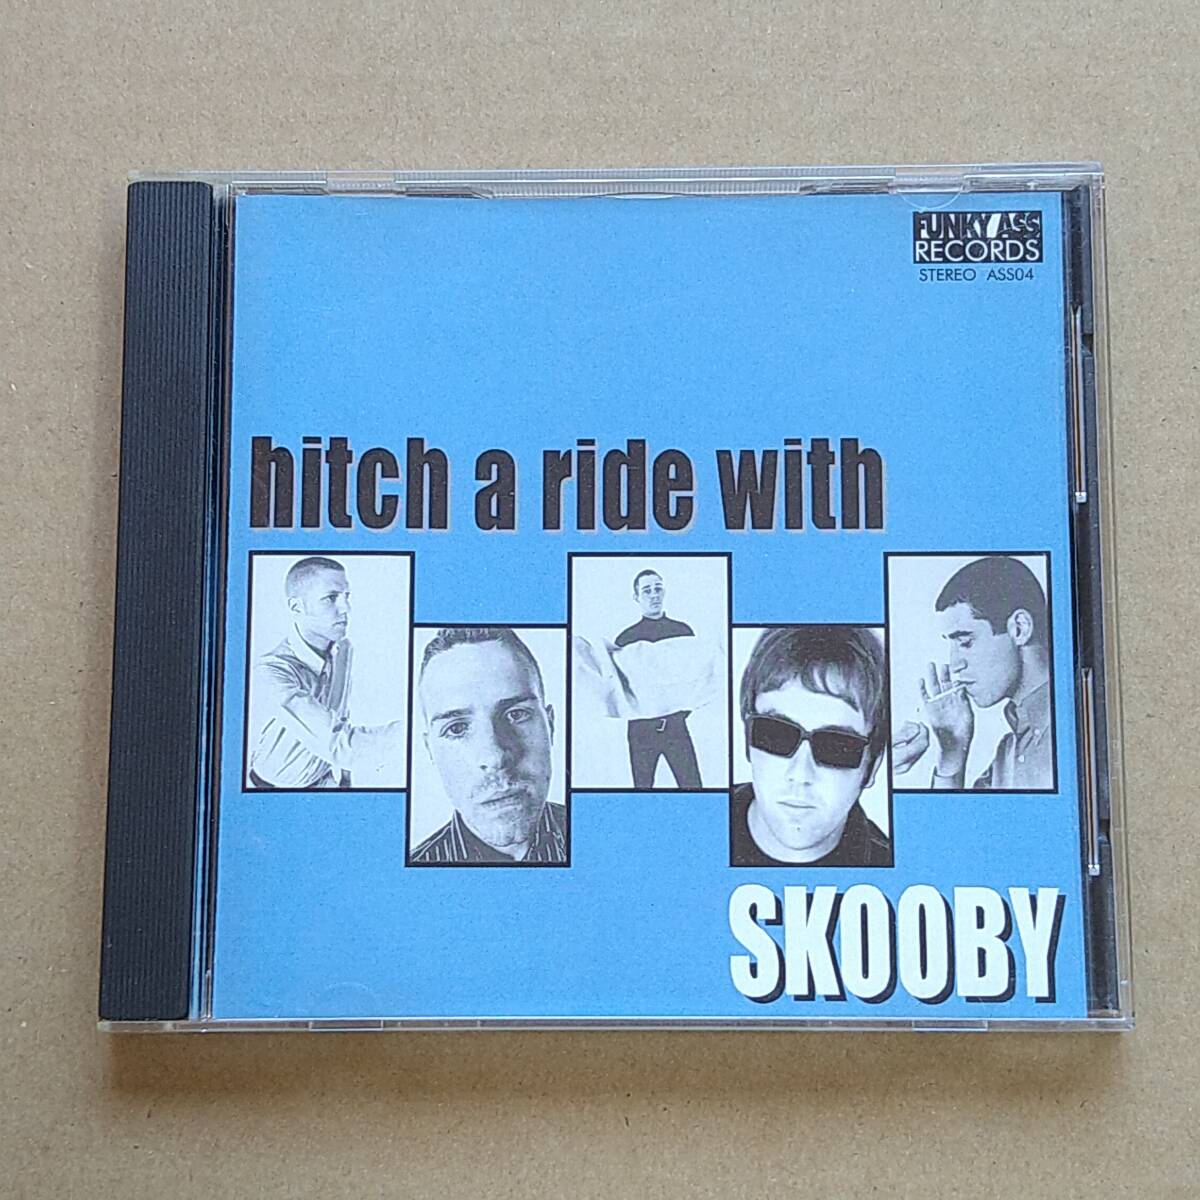 FUNKY ASS
RECORDS
STEREO ASS04
hitch a ride with
SKOOBY